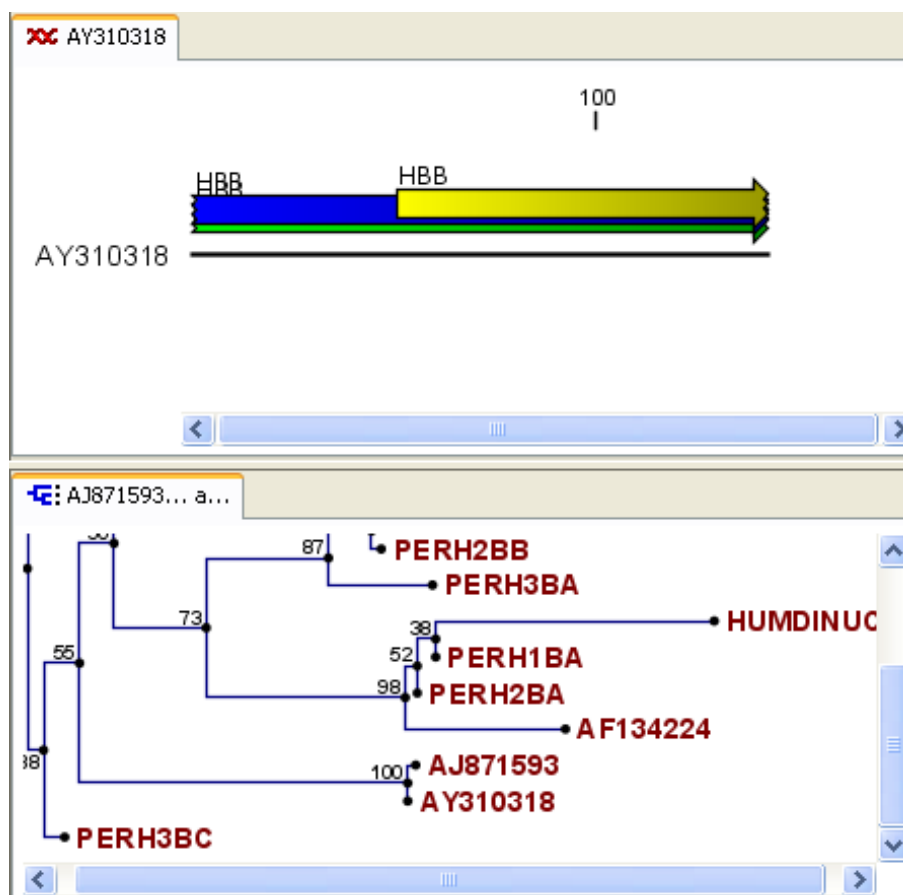 AY310318
100
HBB
HBB
HBB
AY310318
AJ871593... a...
87
PERH2BB
PERH3BA
73
38
HUMDINUC
55
52
PERH1BA
98
PERH2BA
AF134224
AJ871593
100
AY310318
PERH3BC